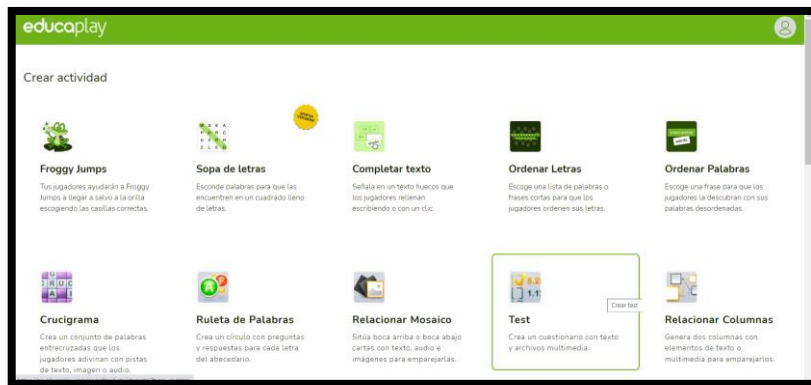 educaplay
Crear actividad
Froggy Jumps
Tus jugadores ayudarán a Froggy
Jumps a llegar a salvo a la orilla
escogiendo las casillas correctas.
Sopa de letras
Esconde palabras para que las
encuentren en un cuadrado lleno
de letras.
Completar texto
Señala en un texto huecos que
los jugadores rellenan
escribiendo o con un clic.
Ordenar Letras
Escoge una lista de palabras o
frases cortas para que los
jugadores ordenen sus letras.
Ordenar Palabras
Escoge una frase para que los
jugadores la descubran con sus
palabras desordenadas.
Crucigrama
Crea un conjunto de palabras
entrecruzadas que los
jugadores adivinan con pistas
de texto, imagen o audio.
Ruleta de Palabras
Crea un círculo con preguntas
y respuestas para cada letra
del abecedario.
Relacionar Mosaico
Sitúa boca arriba o boca abajo
cartas con texto, audio e
imágenes para emparejarlas.
Test
Crea un cuestionario con texto
y archivos multimedia.
Crear test
Relacionar Columnas
Genera dos columnas con
elementos de texto o
multimedia para emparejarlos.